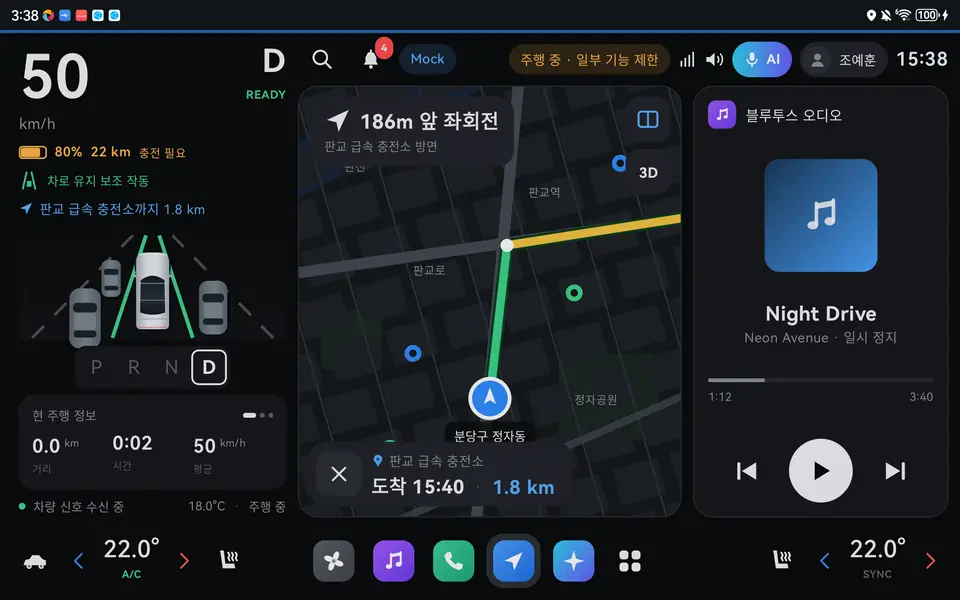 3:38
100
50
D
READY
km/h
80% 22 km 충전 필요
차로 유지 보조 작동
판교 급속 충전소까지 1.8 km
P R N D
현 주행 정보
0.0 km 0:02 50 km/h
거리 시간 평균
차량 신호 수신 중 18.0°C · 주행 중
4
Mock
주행 중 · 일부 기능 제한
AI
조예훈
15:38
186m 앞 좌회전
판교 급속 충전소 방면
3D
판교역
판교로
정자공원
분당구 정자동
판교 급속 충전소
도착 15:40 · 1.8 km
블루투스 오디오
Night Drive
Neon Avenue · 일시 정지
1:12 3:40
22.0°
A/C
22.0°
SYNC